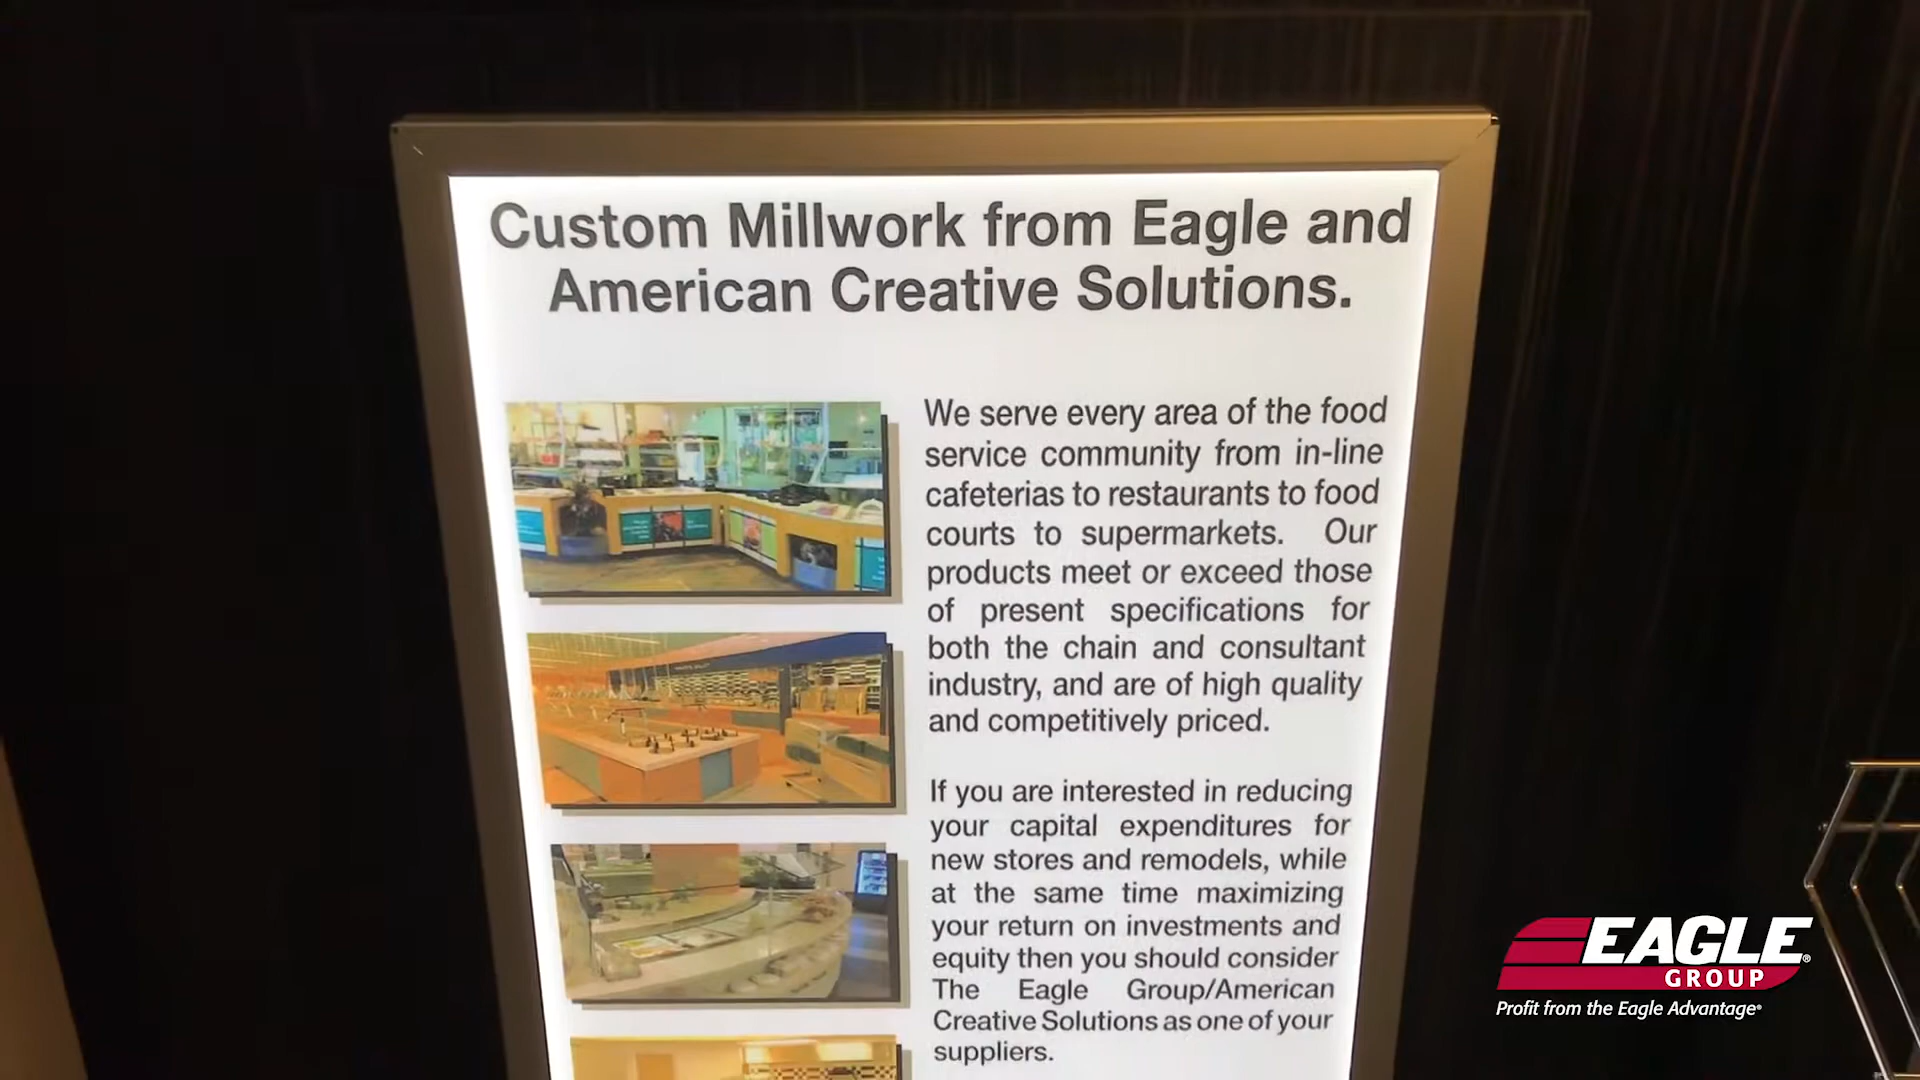 Custom Millwork from Eagle and
American Creative Solutions.
We serve every area of the food
service community from in-line
cafeterias to restaurants to food
courts to supermarkets. Our
products meet or exceed those
of present specifications for
both the chain and consultant
industry, and are of high quality
and competitively priced.
If you are interested in reducing
your capital expenditures for
new stores and remodels, while
at the same time maximizing
your return on investments and
equity then you should consider
The Eagle Group/American
Creative Solutions as one of your
suppliers.
EAGLE®
GROUP
Profit from the Eagle Advantage®